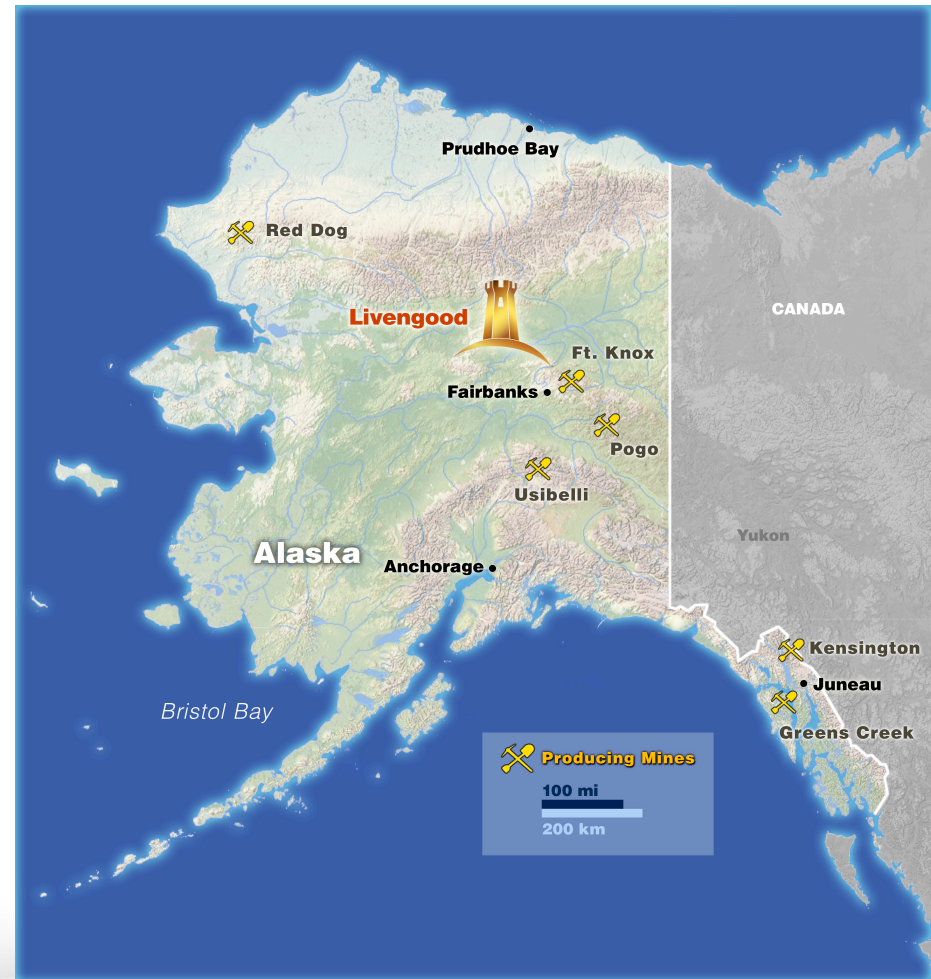 Prudhoe Bay
Red Dog
CANADA
Livengood
Ft. Knox
Fairbanks
Pogo
Usibelli
Yukon
Alaska
Anchorage
Kensington
Juneau
Bristol Bay
Greens Creek
Producing Mines
100 mi
200 km